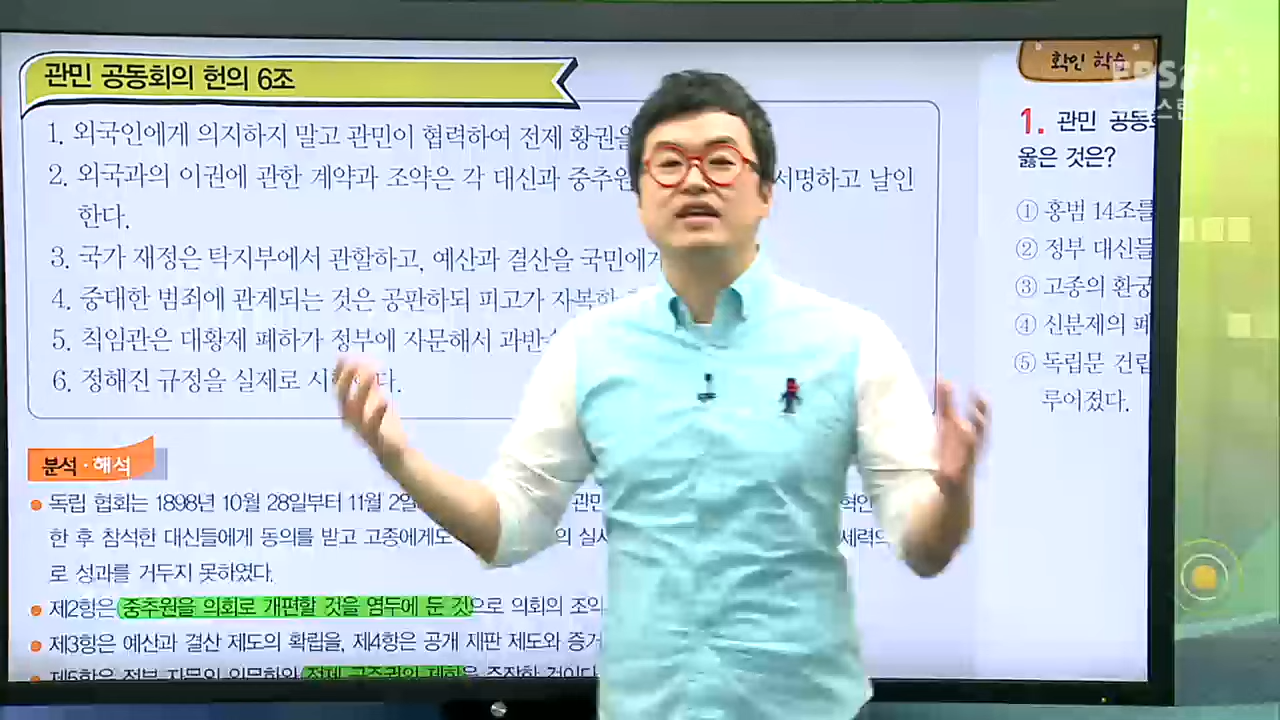 관민 공동회의 헌의 6조
1. 외국인에게 의지하지 말고 관민이 협력하여 전제 황권을
2. 외국과의 이권에 관한 계약과 조약은 각 대신과 중추원 서명하고 날인
한다.
3. 국가 재정은 탁지부에서 관할하고, 예산과 결산을 국민에게
4. 중대한 범죄에 관계되는 것은 공판하되 피고가 자복한
5. 칙임관은 대황제 폐하가 정부에 자문해서 과반
6. 정해진 규정을 실제로 다.
분석·해석
독립 협회는 1898년 10월 28일부터 11월 2일 관민
한 후 참석한 대신들에게 동의를 받고 고종에게도 의 실시 세력의
로 성과를 거두지 못하였다.
제2항은 중추원을 의회로 개편할 것을 염두에 둔 것으로 의회의 조약
제3항은 예산과 결산 제도의 확립을, 제4항은 공개 재판 제도와 증거
확인 학습
EBS
1. 관민 공동
옳은 것은?
① 홍범 14조를
② 정부 대신들
③ 고종의 환궁
④ 신분제의 폐
⑤ 독립문 건립
루어졌다.